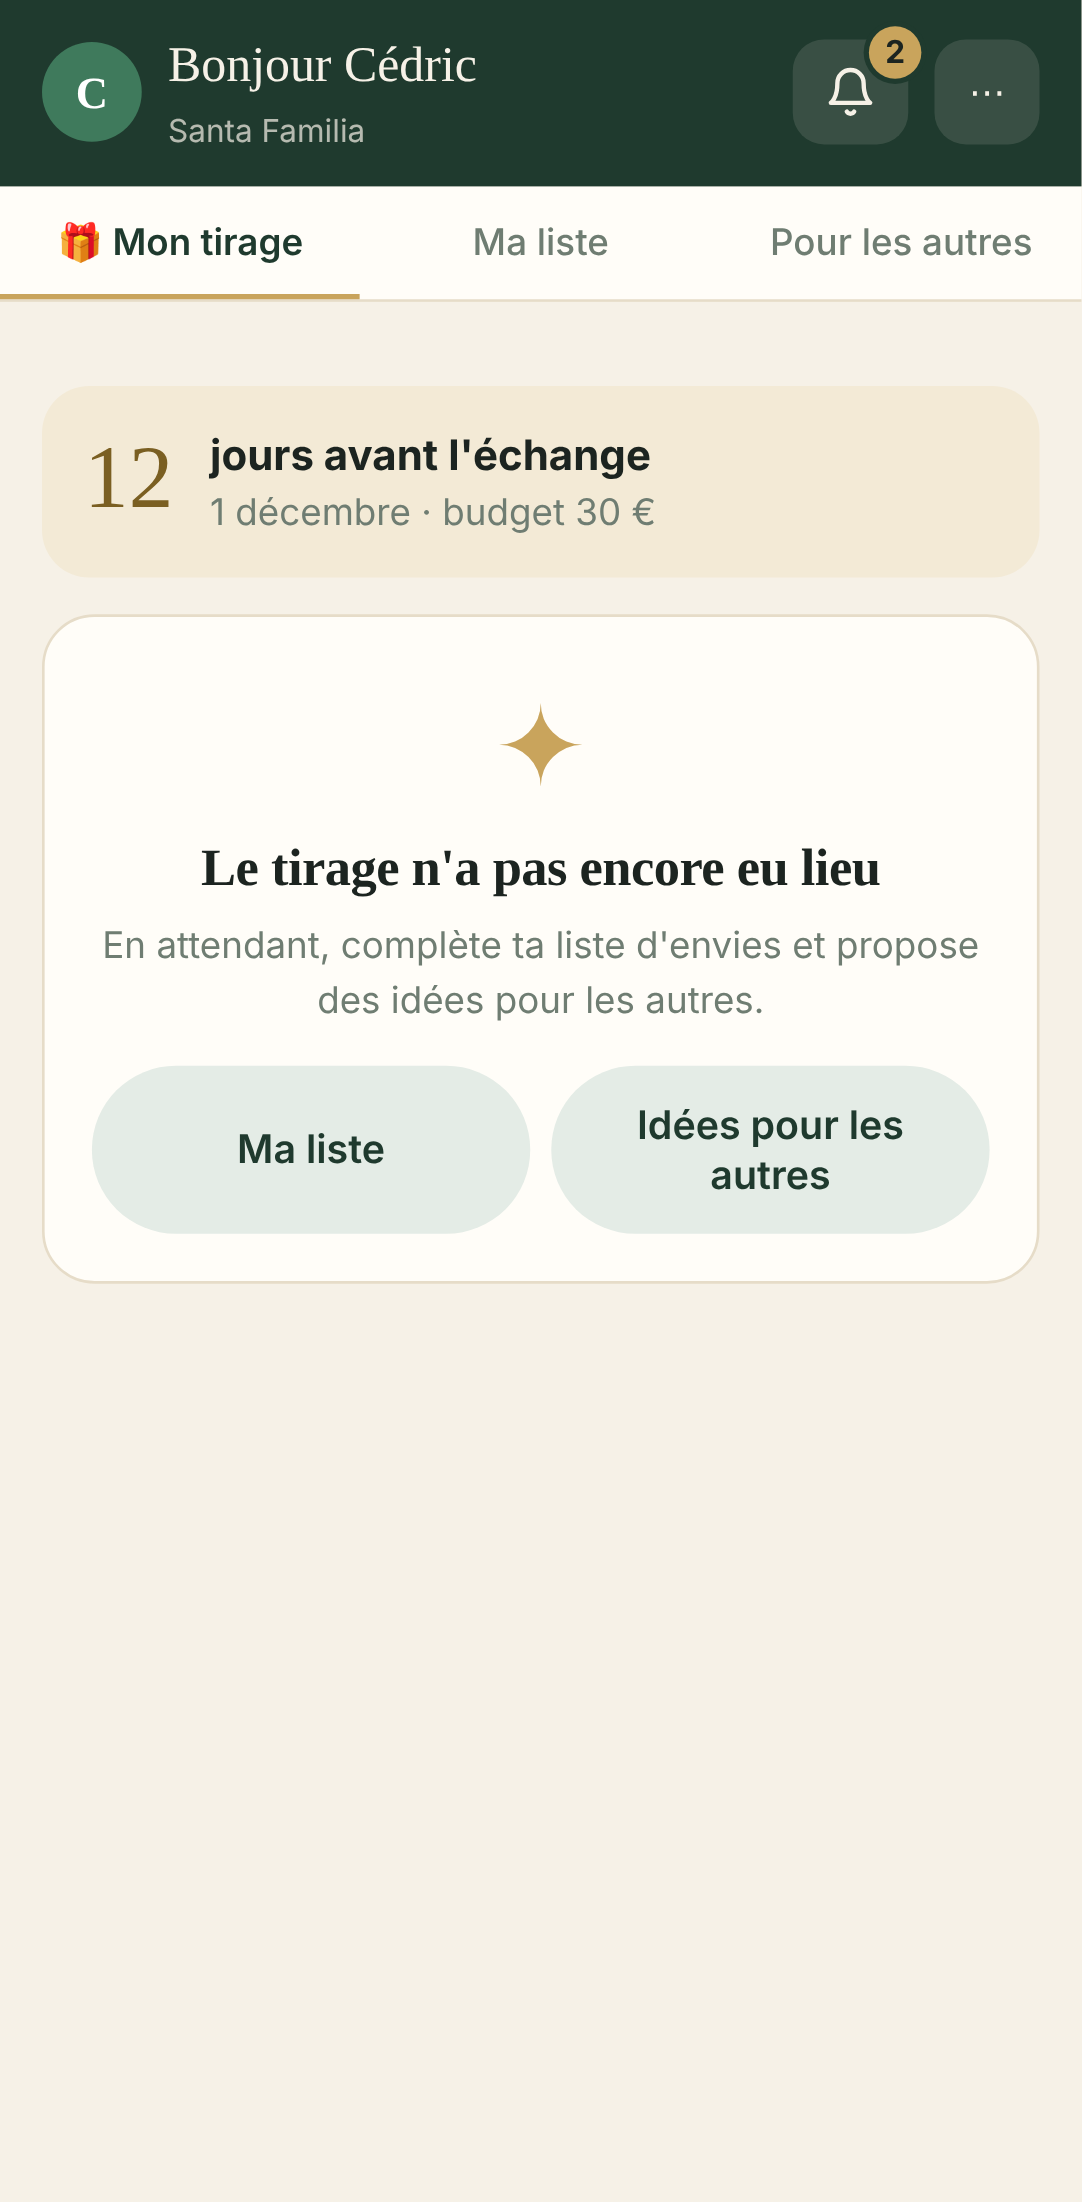 C
Bonjour Cédric
Santa Familia
2
...
🎁 Mon tirage
Ma liste
Pour les autres
12
jours avant l'échange
1 décembre · budget 30 €
Le tirage n'a pas encore eu lieu
En attendant, complète ta liste d'envies et propose
des idées pour les autres.
Ma liste
Idées pour les
autres